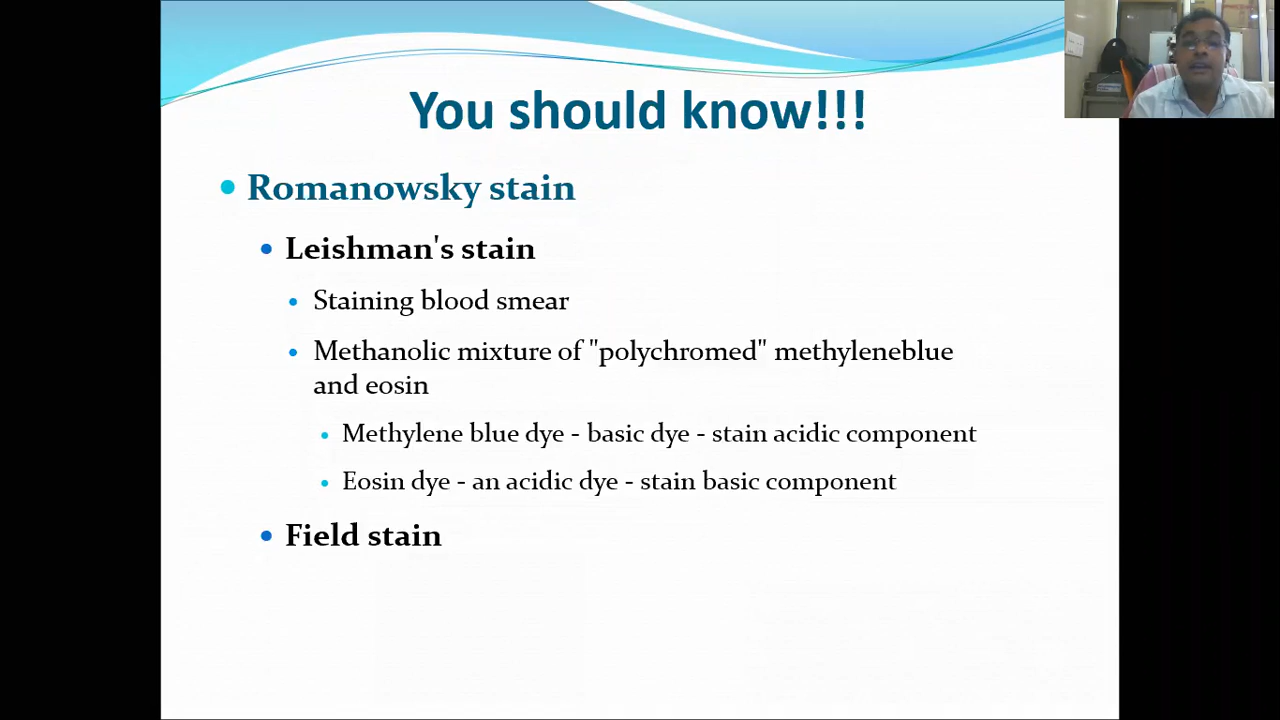 You should know!!!
Romanowsky stain
Leishman's stain
Staining blood smear
Methanolic mixture of "polychromed" methyleneblue
and eosin
Methylene blue dye - basic dye - stain acidic component
Eosin dye - an acidic dye - stain basic component
Field stain